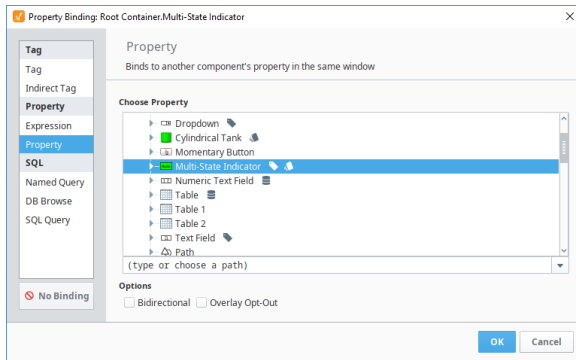 Property Binding: Root Container.Multi-State Indicator
Tag
Tag
Indirect Tag
Property
Expression
Property
SQL
Named Query
DB Browse
SQL Query
No Binding
Property
Binds to another component's property in the same window
Choose Property
Dropdown
Cylindrical Tank
Momentary Button
Multi-State Indicator
Numeric Text Field
Table
Table 1
Table 2
Text Field
Path
(type or choose a path)
Options
Bidirectional Overlay Opt-Out
OK Cancel